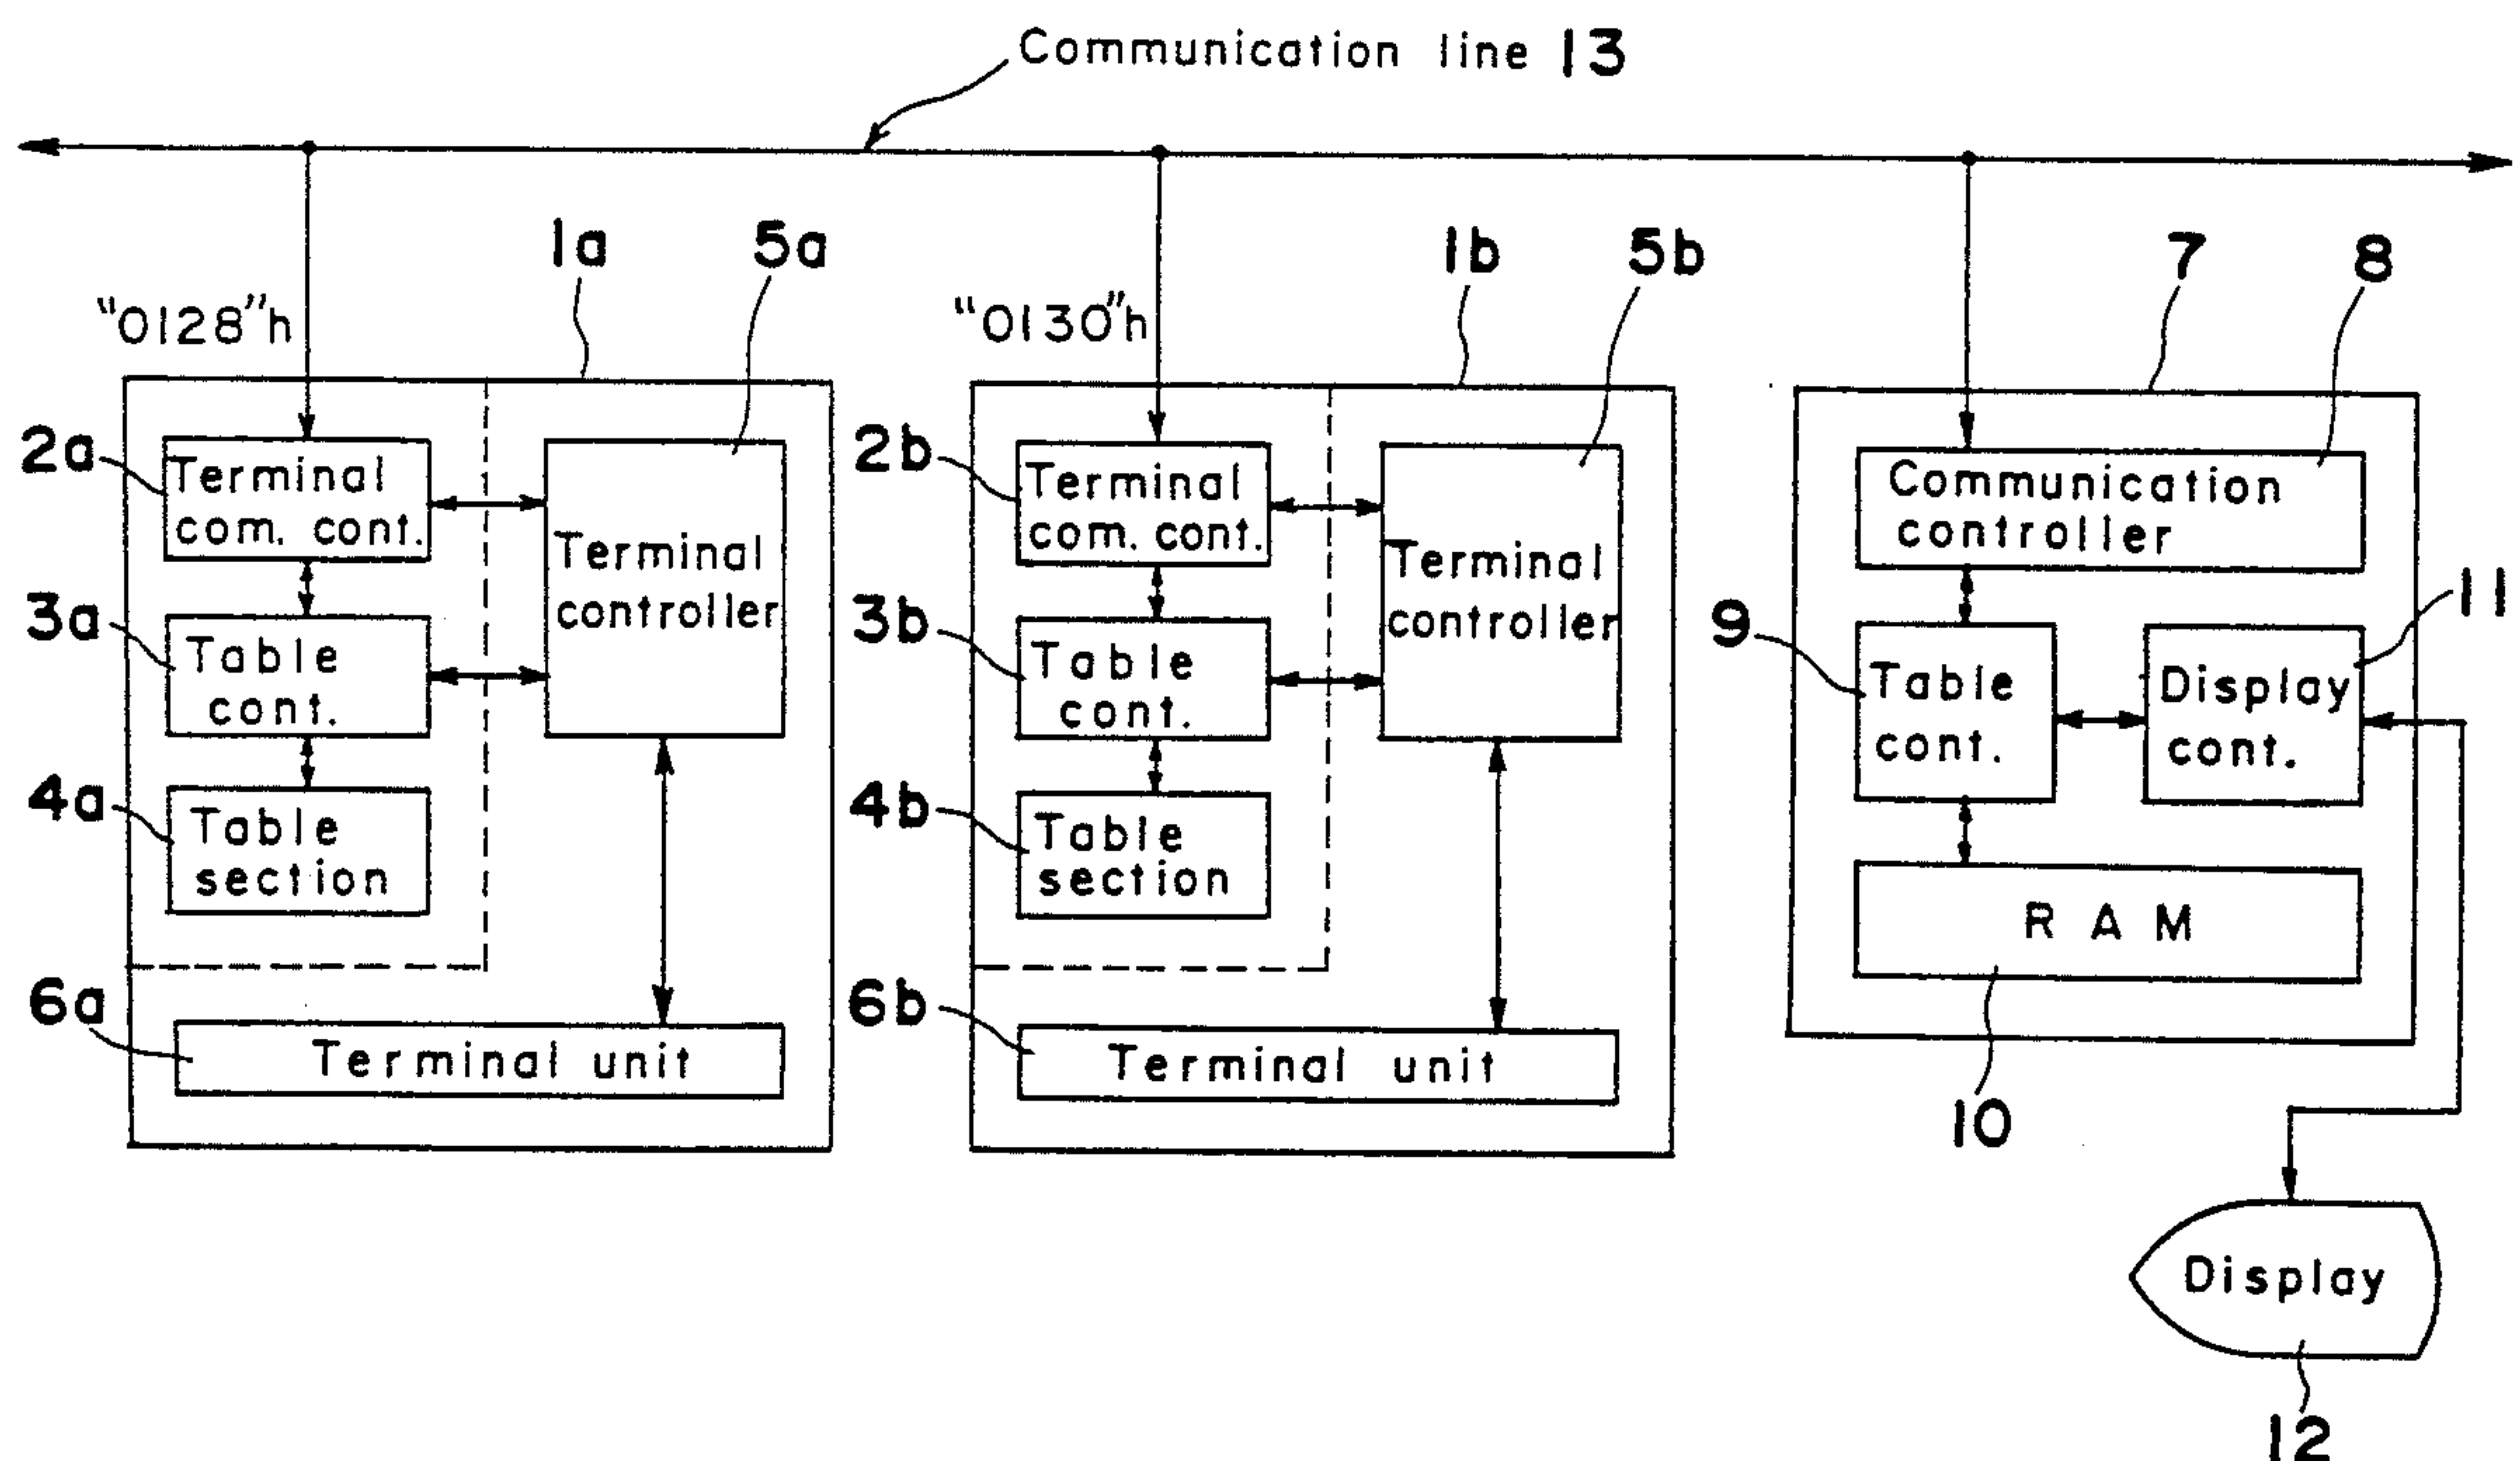 Communication line 13
1a
5a
"0128"h
2a
Terminal
com. cont.
Terminal
controller
3a
Table
cont.
4a
Table
section
6a
Terminal unit
1b
5b
"0130"h
2b
Terminal
com. cont.
Terminal
controller
3b
Table
cont.
4b
Table
section
6b
Terminal unit
7
8
Communication
controller
11
9
Table
cont.
Display
cont.
RAM
10
Display
12